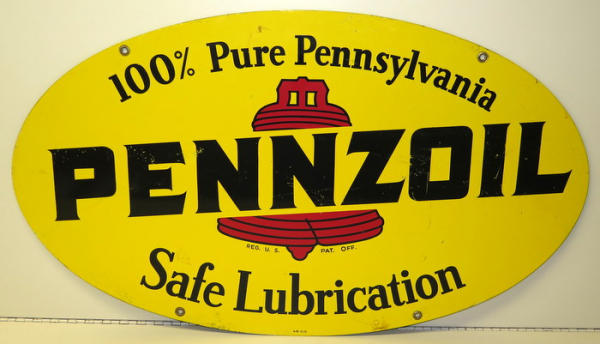 100% Pure Pennsylvania
PENNZOIL
REG. U.S. PAT. OFF.
Safe Lubrication